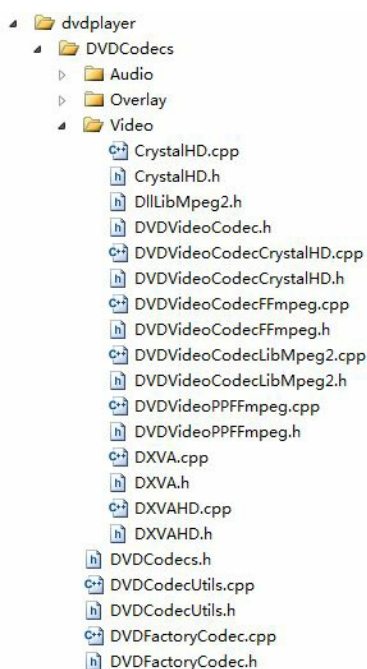 dvdplayer
DVDCodecs
Audio
Overlay
Video
CrystalHD.cpp
CrystalHD.h
DllLibMpeg2.h
DVDVideoCodec.h
DVDVideoCodecCrystalHD.cpp
DVDVideoCodecCrystalHD.h
DVDVideoCodecFFmpeg.cpp
DVDVideoCodecFFmpeg.h
DVDVideoCodecLibMpeg2.cpp
DVDVideoCodecLibMpeg2.h
DVDVideoPPFFmpeg.cpp
DVDVideoPPFFmpeg.h
DXVA.cpp
DXVA.h
DXVAHD.cpp
DXVAHD.h
DVDCodecs.h
DVDCodecUtils.cpp
DVDCodecUtils.h
DVDFactoryCodec.cpp
DVDFactoryCodec.h